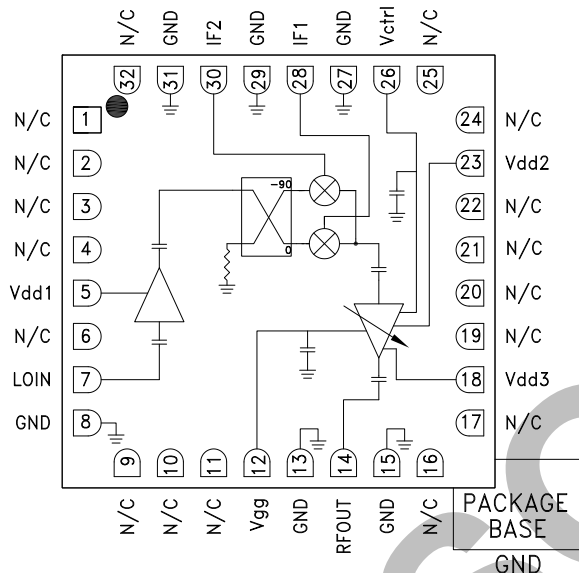 N/C GND IF2 GND IF1 GND Vctrl N/C
32 31 30 29 28 27 26 25
N/C 1
N/C 2
N/C 3
N/C 4
Vdd1 5
N/C 6
LOIN 7
GND 8
-90
0
24 N/C
23 Vdd2
22 N/C
21 N/C
20 N/C
19 N/C
18 Vdd3
17 N/C
9 10 11 12 13 14 15 16
N/C N/C N/C Vgg GND RFOUT GND N/C
PACKAGE
BASE
GND